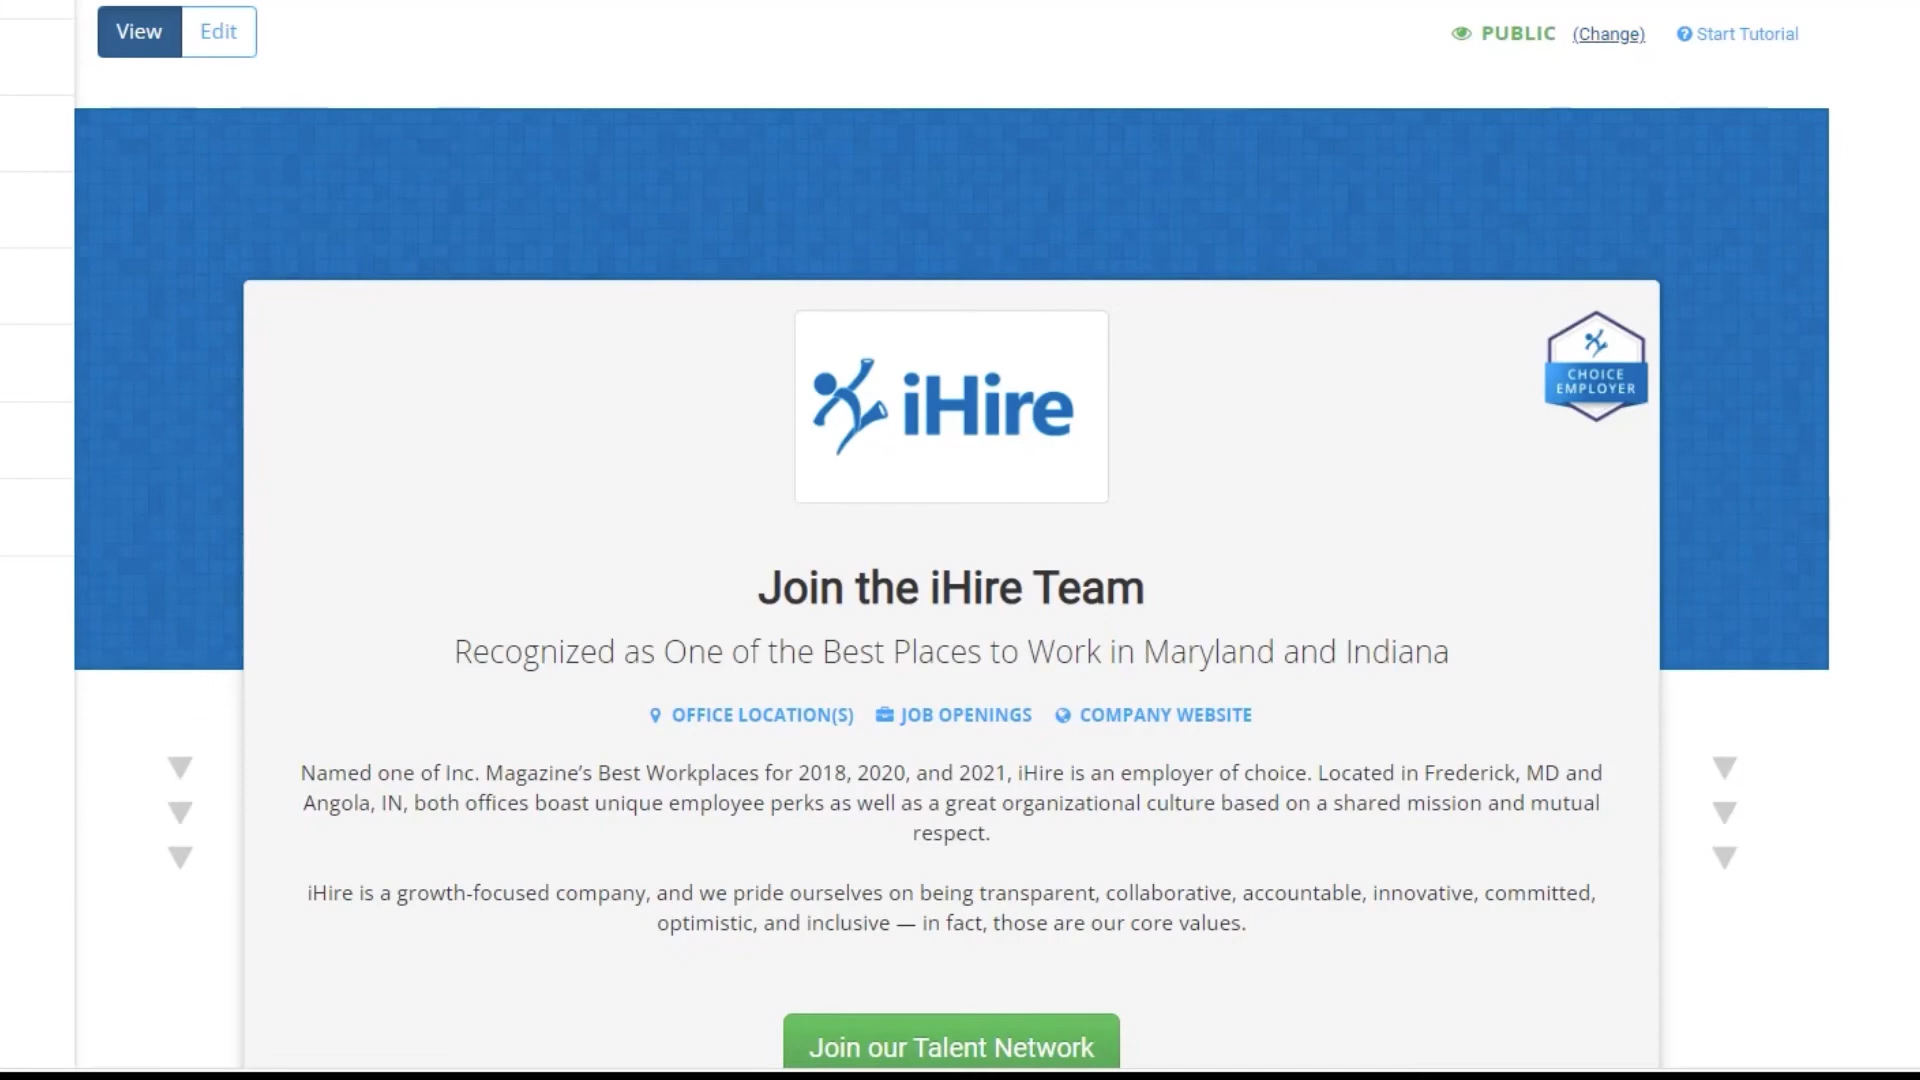 View Edit PUBLIC (Change) Start Tutorial
iHire
CHOICE
EMPLOYER
Join the iHire Team
Recognized as One of the Best Places to Work in Maryland and Indiana
OFFICE LOCATION(S) JOB OPENINGS COMPANY WEBSITE
Named one of Inc. Magazine’s Best Workplaces for 2018, 2020, and 2021, iHire is an employer of choice. Located in Frederick, MD and
Angola, IN, both offices boast unique employee perks as well as a great organizational culture based on a shared mission and mutual
respect.
iHire is a growth-focused company, and we pride ourselves on being transparent, collaborative, accountable, innovative, committed,
optimistic, and inclusive — in fact, those are our core values.
Join our Talent Network